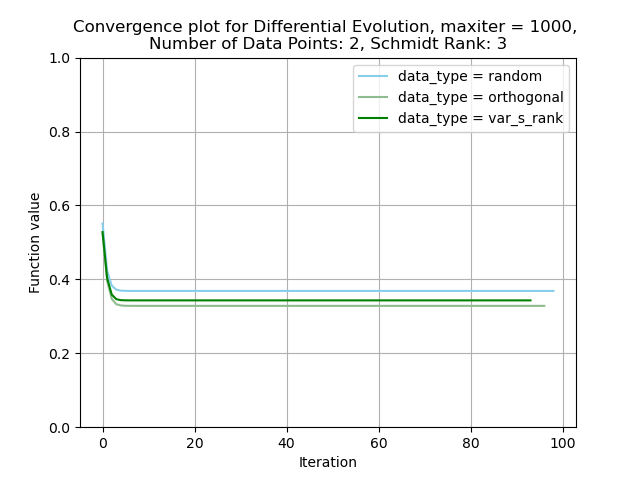 Convergence plot for Differential Evolution, maxiter = 1000,
Number of Data Points: 2, Schmidt Rank: 3
1.0
0.8
0.6
0.4
0.2
0.0
Function value
data_type = random
data_type = orthogonal
data_type = var_s_rank
0 20 40 60 80 100
Iteration